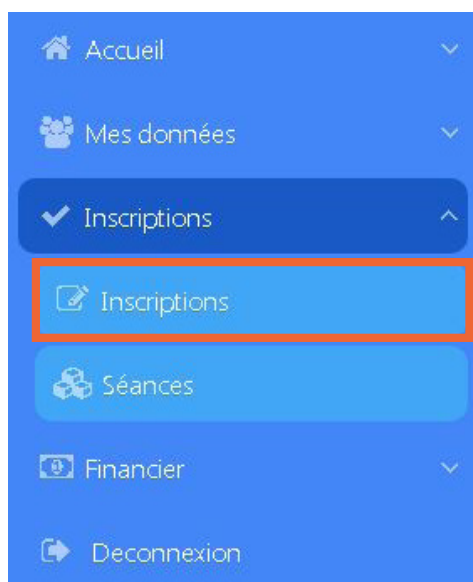 Accueil
Mes données
Inscriptions
Inscriptions
Séances
Financier
Deconnexion